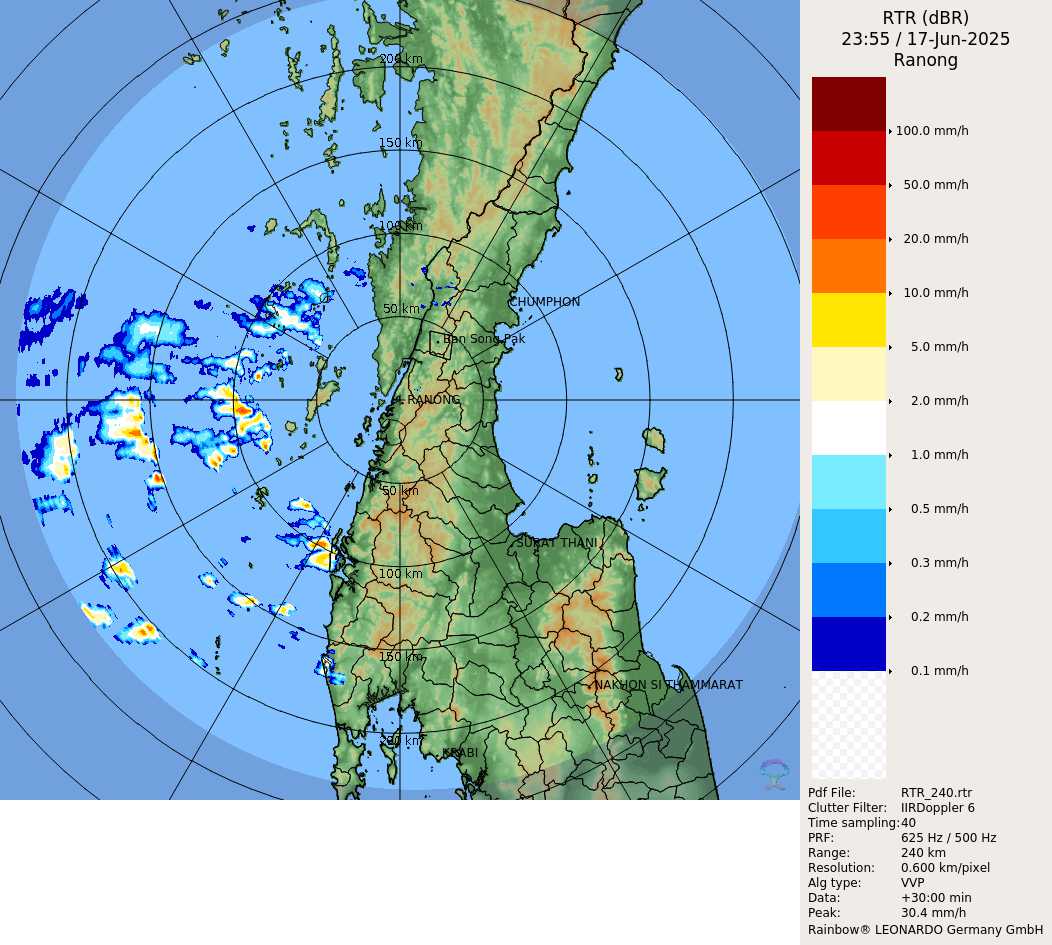 RTR (dBR)
23:55 / 17-Jun-2025
Ranong
200 km
150 km
100 km
50 km
CHUMPHON
Ban Song Pak
RANONG
50 km
SURAT THANI
100 km
150 km
NAKHON SI THAMMARAT
200 km
KRABI
100.0 mm/h
50.0 mm/h
20.0 mm/h
10.0 mm/h
5.0 mm/h
2.0 mm/h
1.0 mm/h
0.5 mm/h
0.3 mm/h
0.2 mm/h
0.1 mm/h
Pdf File: RTR_240.rtr
Clutter Filter: IIRDoppler 6
Time sampling:40
PRF: 625 Hz / 500 Hz
Range: 240 km
Resolution: 0.600 km/pixel
Alg type: VVP
Data: +30:00 min
Peak: 30.4 mm/h
Rainbow® LEONARDO Germany GmbH